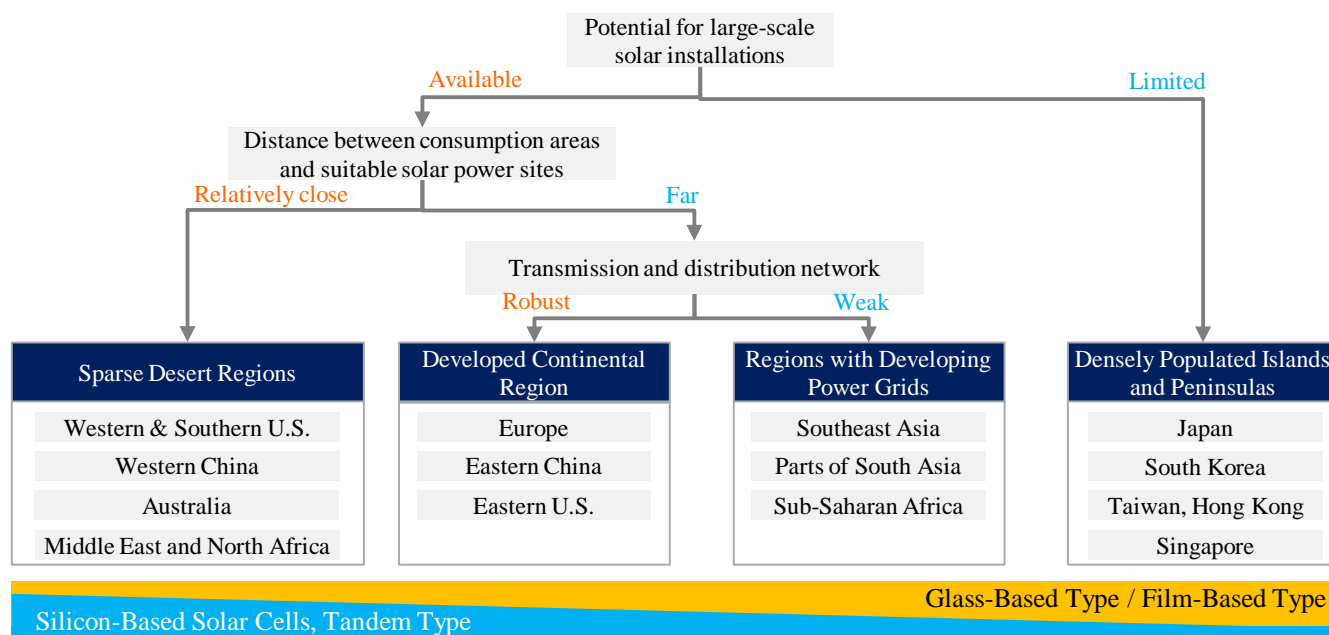 Potential for large-scale
solar installations
Available
Limited
Distance between consumption areas
and suitable solar power sites
Relatively close
Far
Transmission and distribution network
Robust
Weak
Sparse Desert Regions
Western & Southern U.S.
Western China
Australia
Middle East and North Africa
Developed Continental
Region
Europe
Eastern China
Eastern U.S.
Regions with Developing
Power Grids
Southeast Asia
Parts of South Asia
Sub-Saharan Africa
Densely Populated Islands
and Peninsulas
Japan
South Korea
Taiwan, Hong Kong
Singapore
Glass-Based Type / Film-Based Type
Silicon-Based Solar Cells, Tandem Type